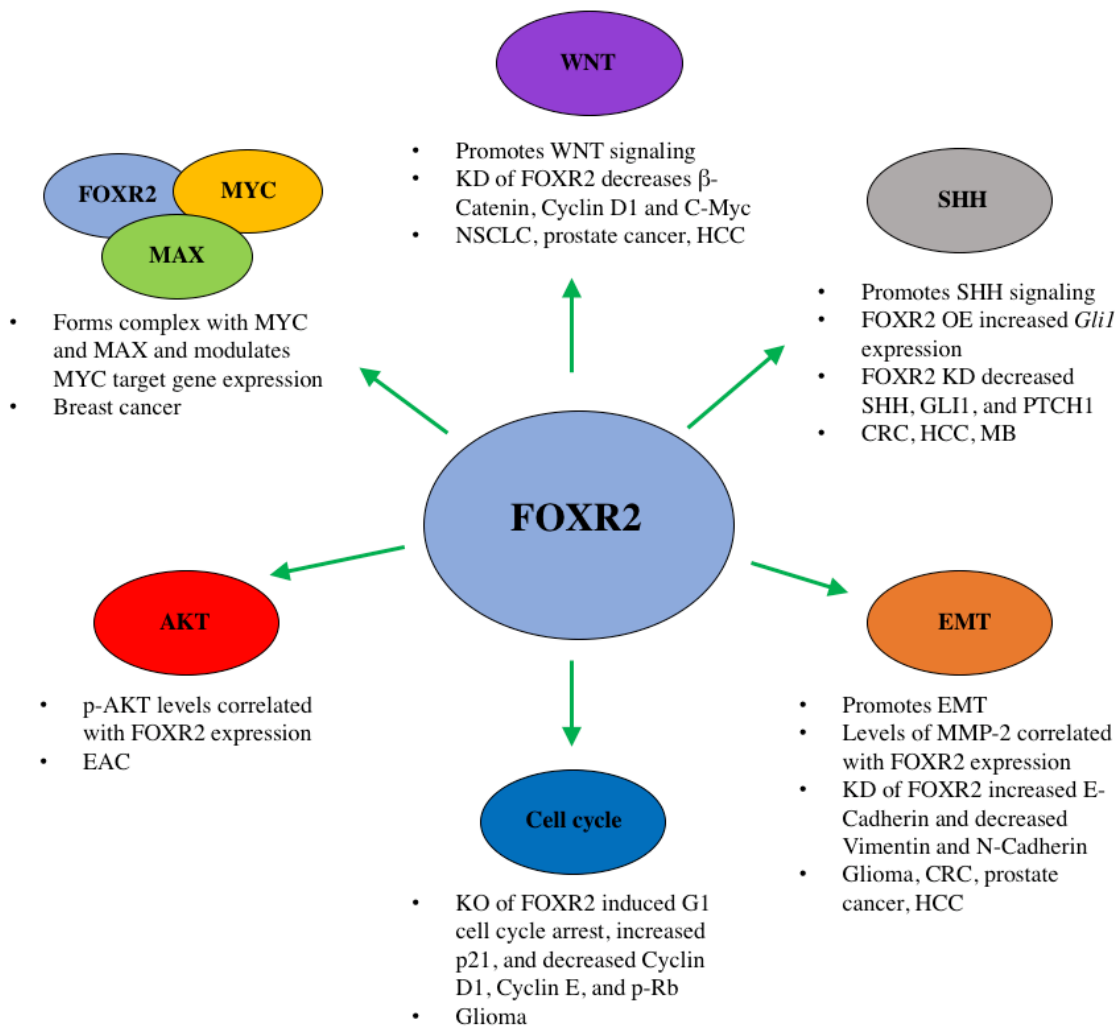 WNT
• Promotes WNT signaling
• KD of FOXR2 decreases β-
Catenin, Cyclin D1 and C-Myc
• NSCLC, prostate cancer, HCC
FOXR2
MYC
MAX
• Forms complex with MYC
and MAX and modulates
MYC target gene expression
• Breast cancer
SHH
• Promotes SHH signaling
• FOXR2 OE increased Gli1
expression
• FOXR2 KD decreased
SHH, GLI1, and PTCH1
• CRC, HCC, MB
FOXR2
AKT
• p-AKT levels correlated
with FOXR2 expression
• EAC
EMT
• Promotes EMT
• Levels of MMP-2 correlated
with FOXR2 expression
• KD of FOXR2 increased E-
Cadherin and decreased
Vimentin and N-Cadherin
• Glioma, CRC, prostate
cancer, HCC
Cell cycle
• KO of FOXR2 induced G1
cell cycle arrest, increased
p21, and decreased Cyclin
D1, Cyclin E, and p-Rb
• Glioma